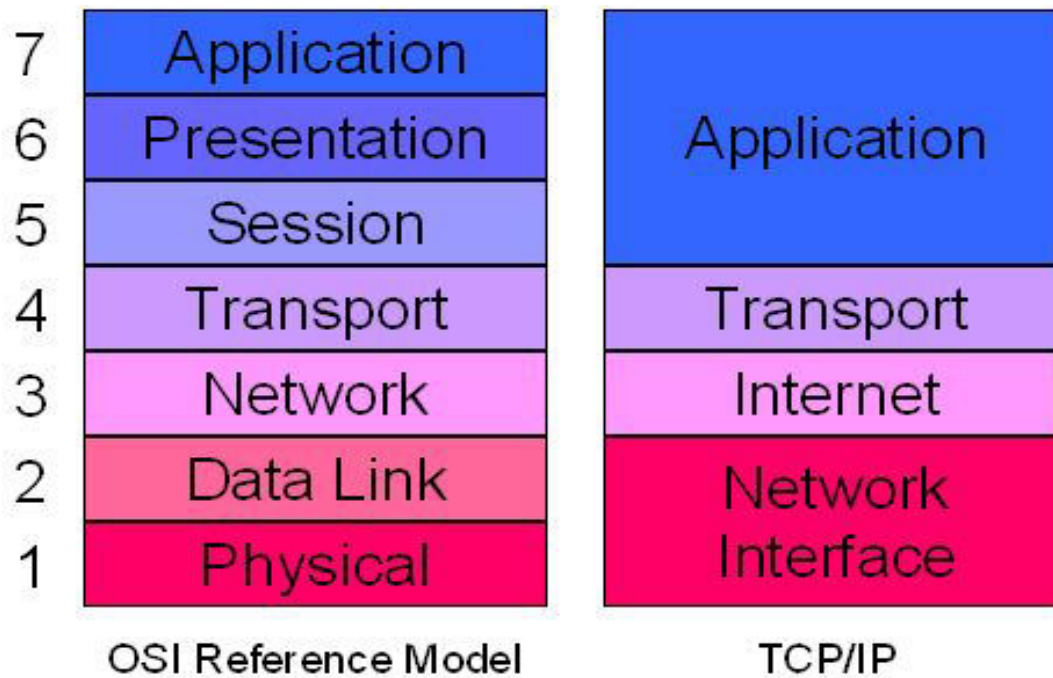 7
Application
6
Presentation
5
Session
4
Transport
3
Network
2
Data Link
1
Physical
OSI Reference Model
Application
Transport
Internet
Network
Interface
TCP/IP